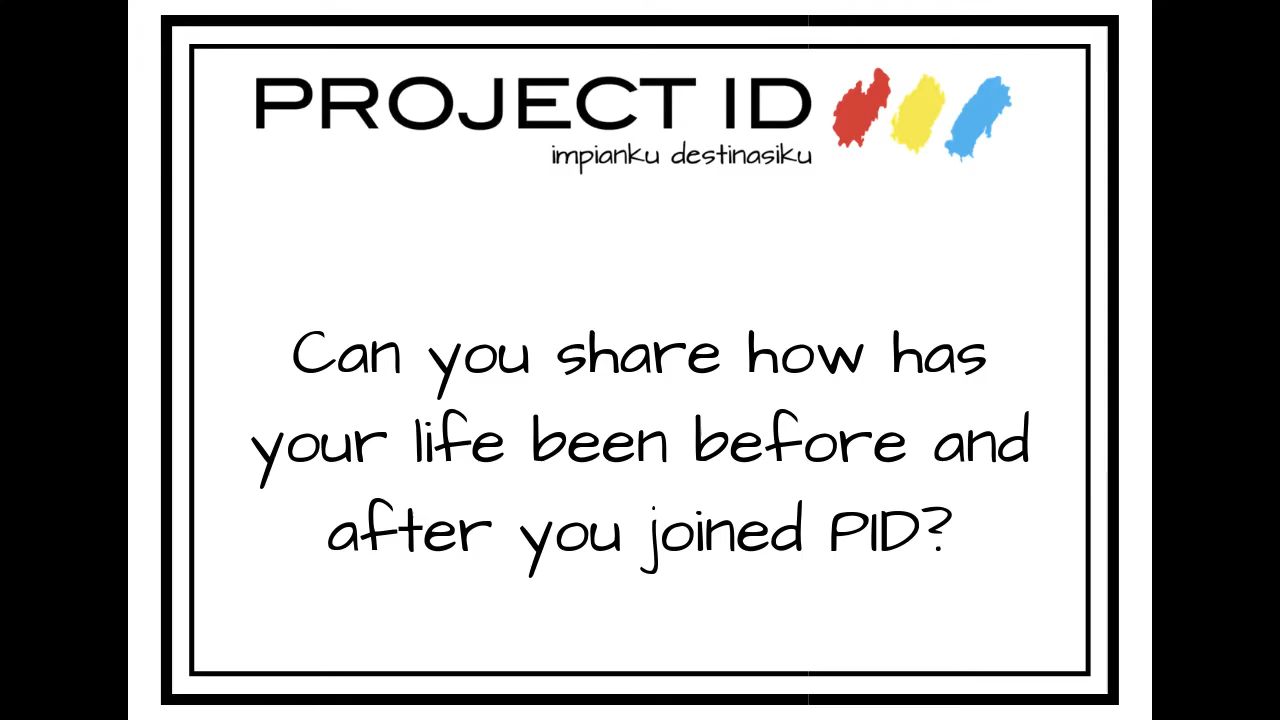 PROJECT ID
impianku destinasiku
Can you share how has
your life been before and
after you joined PID?